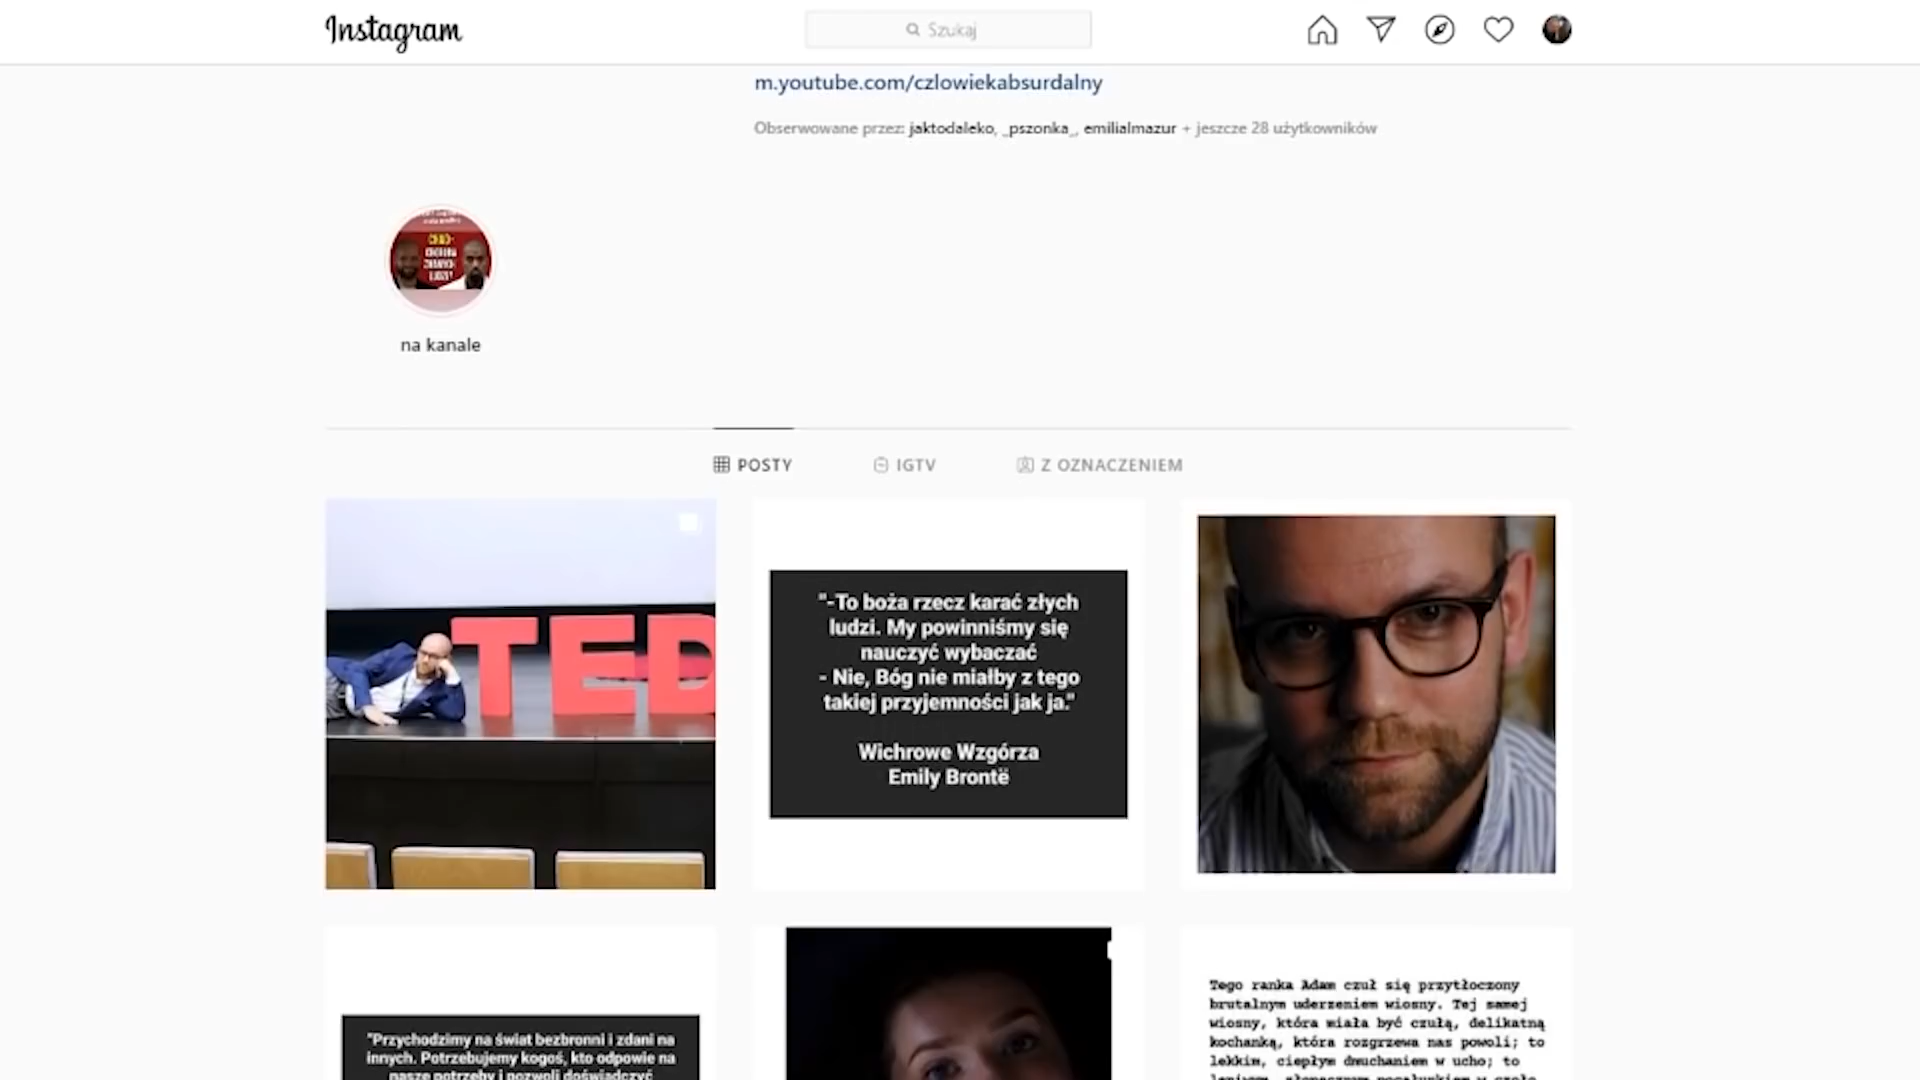 Instagram
Szukaj
m.youtube.com/czlowiekabsurdalny
Obserwowane przez: jaktodaleko, _pszonka_, emilialmazur + jeszcze 28 użytkowników
na kanale
POSTY
IGTV
Z OZNACZENIEM
TED
"-To boża rzecz karać złych
ludzi. My powinniśmy się
nauczyć wybaczać
- Nie, Bóg nie miałby z tego
takiej przyjemności jak ja."
Wichrowe Wzgórza
Emily Brontë
"Przychodzimy na świat bezbronni i zdani na
innych. Potrzebujemy kogoś, kto odpowie na
nasze potrzeby i pozwoli doświadczyć
Tego ranka Adam czuł się przytłoczony
brutalnym uderzeniem wiosny. Tej samej
wiosny, która miała być czułą, delikatną
kochanką, która rozgrzewa nas powoli; to
lekkim, ciepłym dmuchaniem w ucho; to